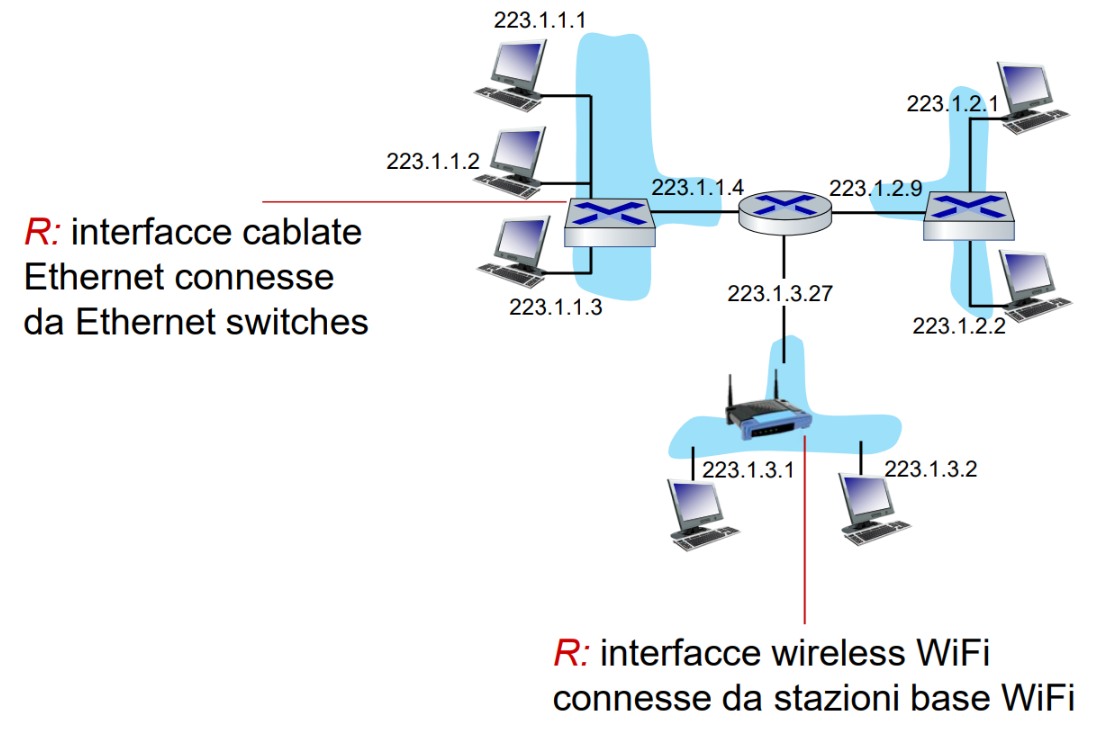 223.1.1.1
223.1.2.1
223.1.1.2
223.1.1.4
223.1.2.9
R: interfacce cablate
Ethernet connesse
da Ethernet switches
223.1.3.27
223.1.1.3
223.1.2.2
223.1.3.1
223.1.3.2
R: interfacce wireless WiFi
connesse da stazioni base WiFi